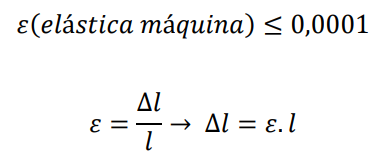 ε(elástica máquina) ≤ 0,0001
ε = Δl/l → Δl = ε. l